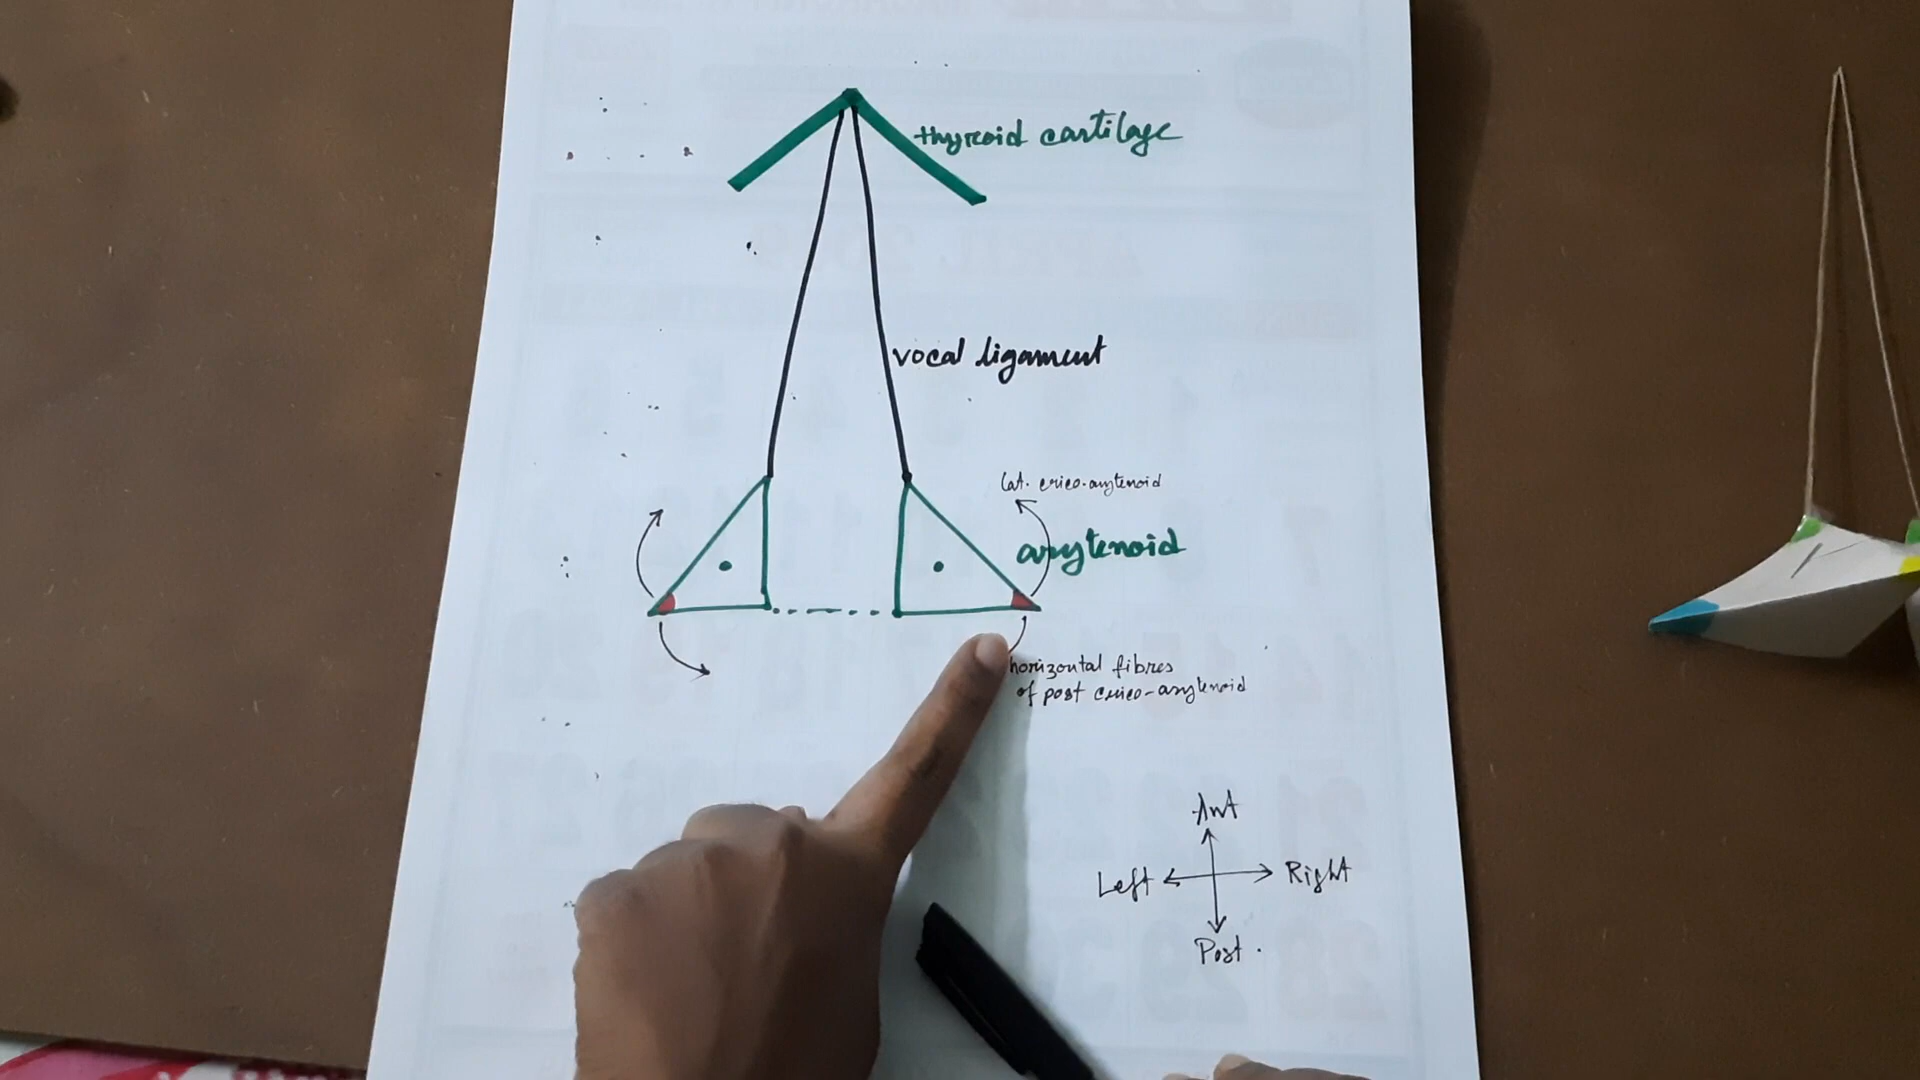 thyroid cartilage
vocal ligament
Lat. crico-arytenoid
arytenoid
horizontal fibres
of post crico-arytenoid
Ant
Left
Right
Post.